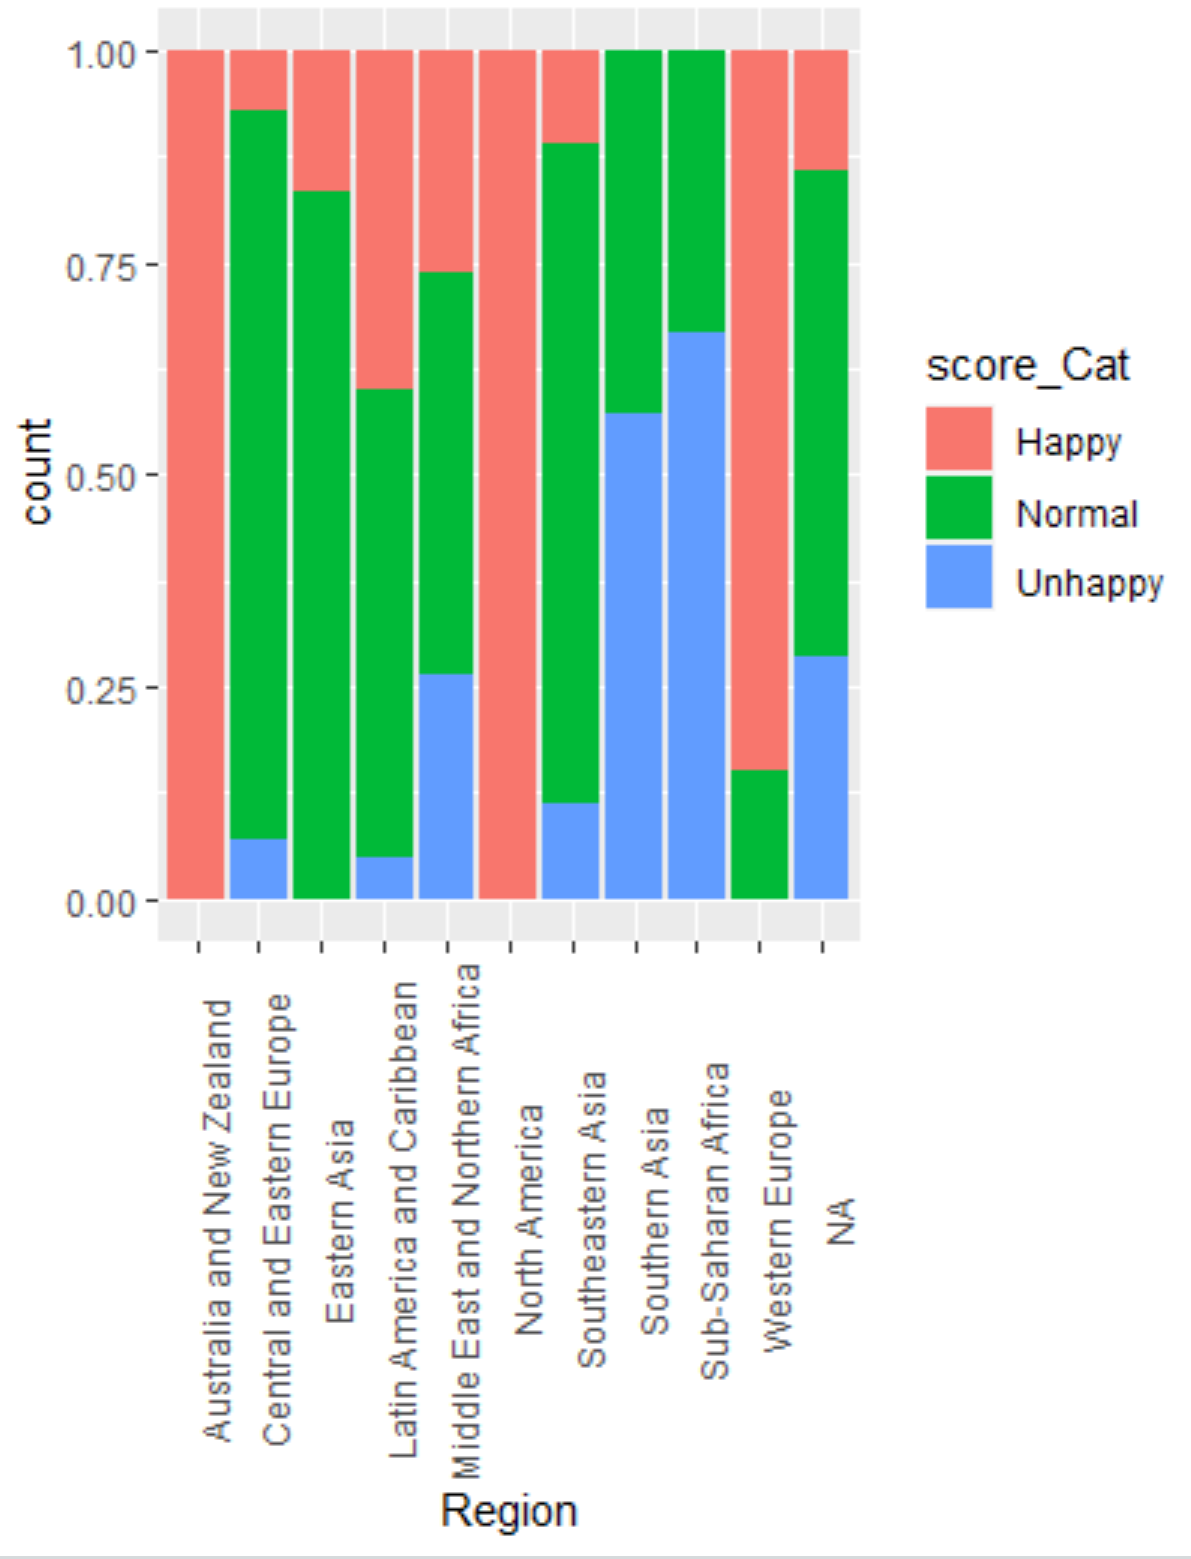 1.00
0.75
0.50
0.25
0.00
count
Australia and New Zealand
Central and Eastern Europe
Eastern Asia
Latin America and Caribbean
Middle East and Northern Africa
North America
Southeastern Asia
Southern Asia
Sub-Saharan Africa
Western Europe
NA
Region
score_Cat
Happy
Normal
Unhappy